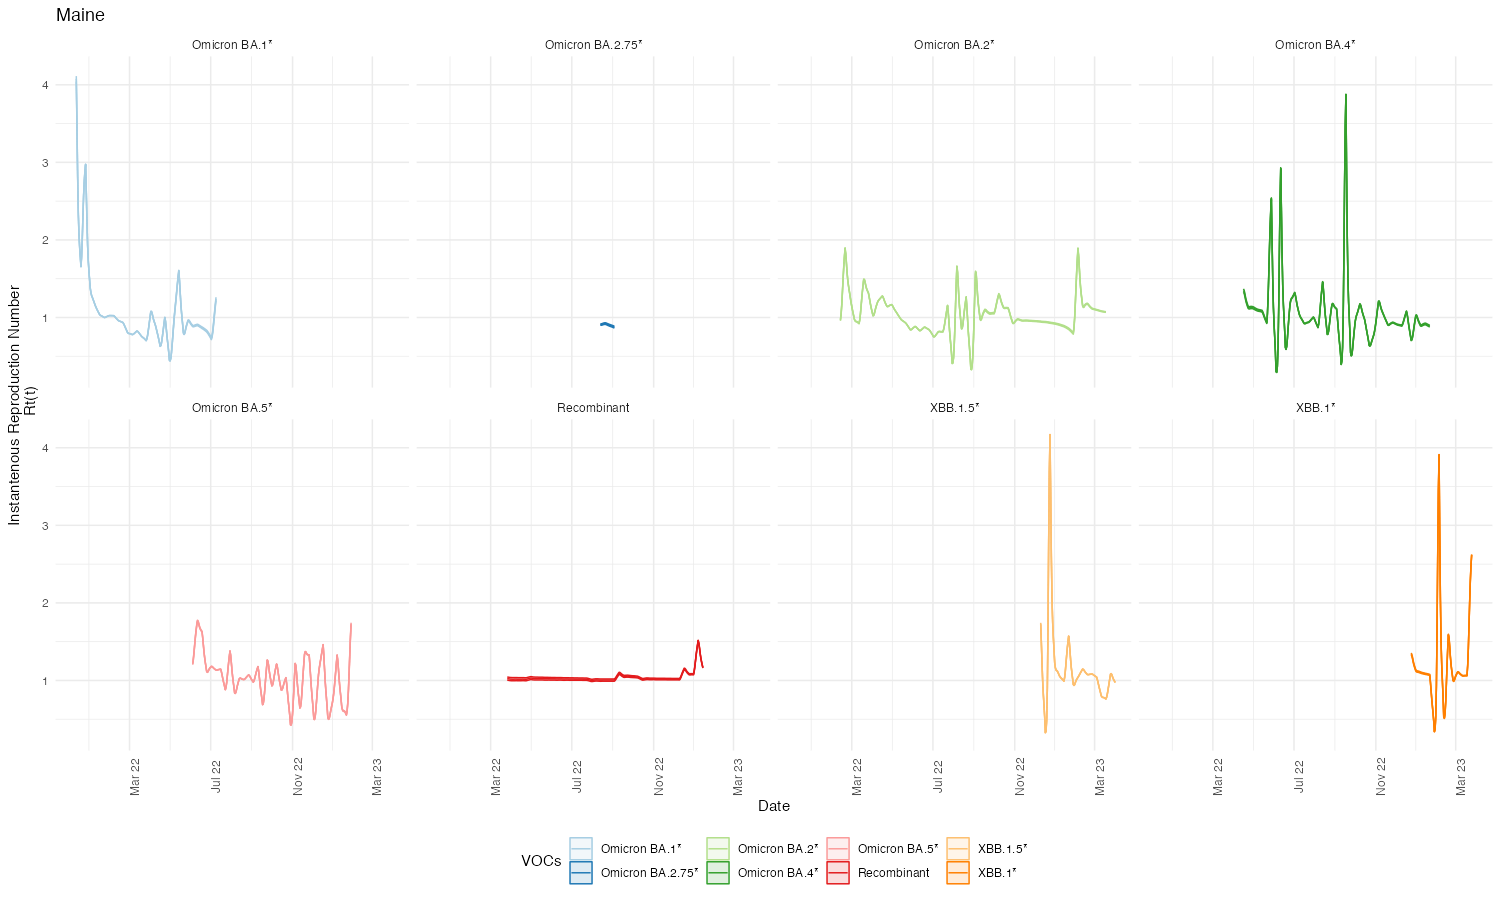 Maine
Omicron BA.1*
Omicron BA.2.75*
Omicron BA.2*
Omicron BA.4*
4
3
2
1
Instantenous Reproduction Number
Rt(t)
Omicron BA.5*
Recombinant
XBB.1.5*
XBB.1*
4
3
2
1
Mar 22
Jul 22
Nov 22
Mar 23
Mar 22
Jul 22
Nov 22
Mar 23
Mar 22
Jul 22
Nov 22
Mar 23
Mar 22
Jul 22
Nov 22
Mar 23
Date
VOCs
Omicron BA.1*
Omicron BA.2*
Omicron BA.5*
XBB.1.5*
Omicron BA.2.75*
Omicron BA.4*
Recombinant
XBB.1*